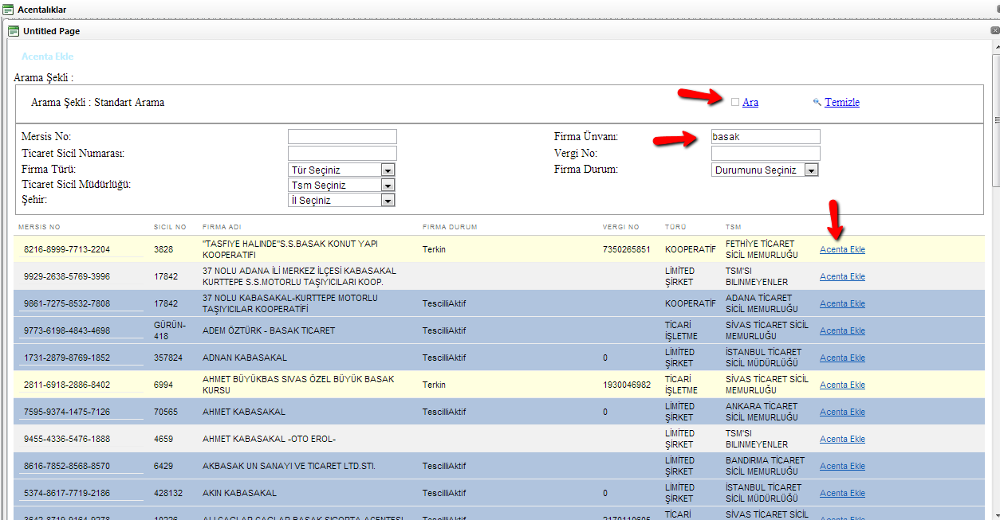 Acentalıklar
Untitled Page
Acenta Ekle
Arama Şekli :
Arama Şekli : Standart Arama Ara Temizle
Mersis No: Firma Ünvanı: basak
Ticaret Sicil Numarası: Vergi No:
Firma Türü: Tür Seçiniz Firma Durum: Durumunu Seçiniz
Ticaret Sicil Müdürlüğü: Tsm Seçiniz
Şehir: İl Seçiniz
MERSIS NO SICIL NO FIRMA ADI FIRMA DURUM VERGI NO TÜRÜ TSM
8216-8999-7713-2204 3828 "TASFIYE HALINDE"S.S.BASAK KONUT YAPI KOOPERATIFI Terkin 7350265851 KOOPERATİF FETHİYE TİCARET SİCİL MEMURLUĞU Acenta Ekle
9929-2638-5769-3996 17842 37 NOLU ADANA İLİ MERKEZ İLÇESİ KABASAKAL KURTTEPE S.S.MOTORLU TAŞIYICILARI KOOP. LİMİTED ŞİRKET TSM'SI BILINMEYENLER Acenta Ekle
9861-7275-8532-7808 17842 37 NOLU KABASAKAL-KURTTEPE MOTORLU TAŞIYICILAR KOOPERATİFİ TescilliAktif KOOPERATİF ADANA TİCARET SİCİL MEMURLUĞU Acenta Ekle
9773-6198-4843-4698 GÜRÜN-418 ADEM ÖZTÜRK - BASAK TICARET TescilliAktif TİCARİ İŞLETME SİVAS TİCARET SİCİL MEMURLUĞU Acenta Ekle
1731-2879-8769-1852 357824 ADNAN KABASAKAL TescilliAktif 0 LİMİTED ŞİRKET İSTANBUL TİCARET SİCİL MÜDÜRLÜĞÜ Acenta Ekle
2811-6918-2886-8402 6994 AHMET BÜYÜKBAS SIVAS ÖZEL BÜYÜK BASAK KURSU Terkin 1930046982 TİCARİ İŞLETME SİVAS TİCARET SİCİL MEMURLUĞU Acenta Ekle
7595-9374-1475-7126 70565 AHMET KABASAKAL TescilliAktif 0 LİMİTED ŞİRKET ANKARA TİCARET SİCİL MEMURLUĞU Acenta Ekle
9455-4336-5476-1888 4659 AHMET KABASAKAL -OTO EROL- LİMİTED ŞİRKET TSM'SI BILINMEYENLER Acenta Ekle
8616-7852-8568-8570 6429 AKBASAK UN SANAYI VE TICARET LTD.STI. TescilliAktif LİMİTED ŞİRKET BANDIRMA TİCARET SİCİL MEMURLUĞU Acenta Ekle
5374-8617-7719-2186 428132 AKIN KABASAKAL TescilliAktif 0 LİMİTED ŞİRKET İSTANBUL TİCARET SİCİL MÜDÜRLÜĞÜ Acenta Ekle
TİCARİ SİVAS TİCARET SİCİL